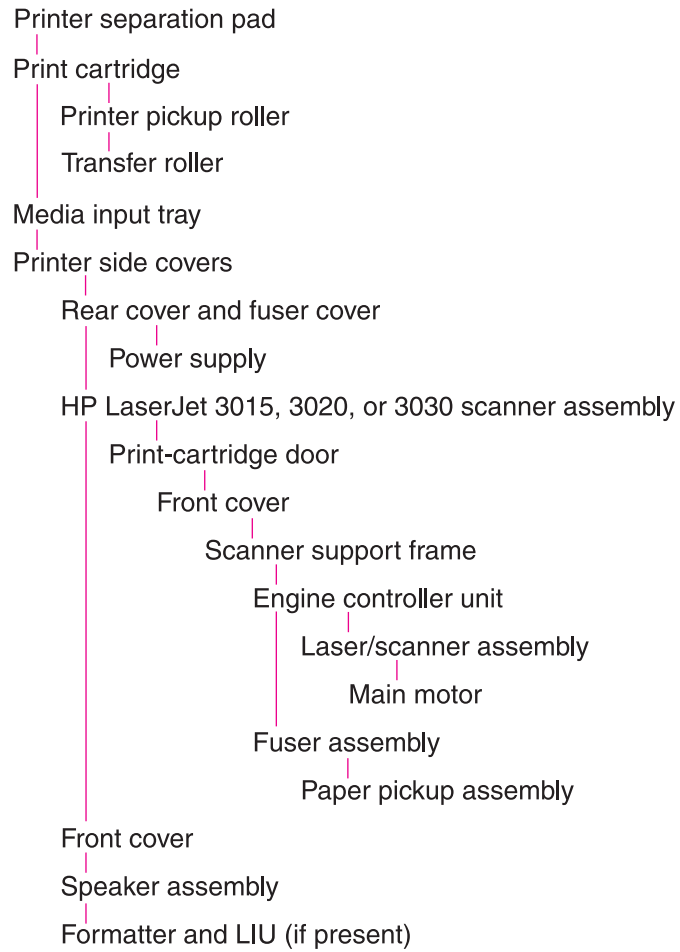 Printer separation pad
Print cartridge
Printer pickup roller
Transfer roller
Media input tray
Printer side covers
Rear cover and fuser cover
Power supply
HP LaserJet 3015, 3020, or 3030 scanner assembly
Print-cartridge door
Front cover
Scanner support frame
Engine controller unit
Laser/scanner assembly
Main motor
Fuser assembly
Paper pickup assembly
Front cover
Speaker assembly
Formatter and LIU (if present)